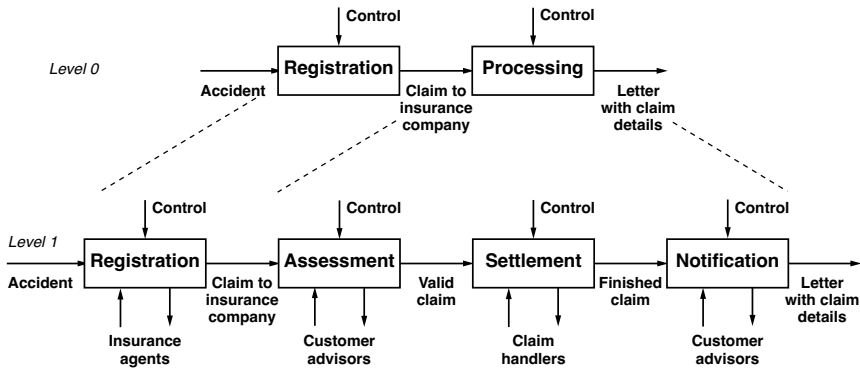 Control
Control
Level 0
Registration
Processing
Accident
Claim to
insurance
company
Letter
with claim
details
Control
Control
Control
Control
Level 1
Registration
Assessment
Settlement
Notification
Accident
Claim to
insurance
company
Valid
claim
Finished
claim
Letter
with claim
details
Insurance
agents
Customer
advisors
Claim
handlers
Customer
advisors